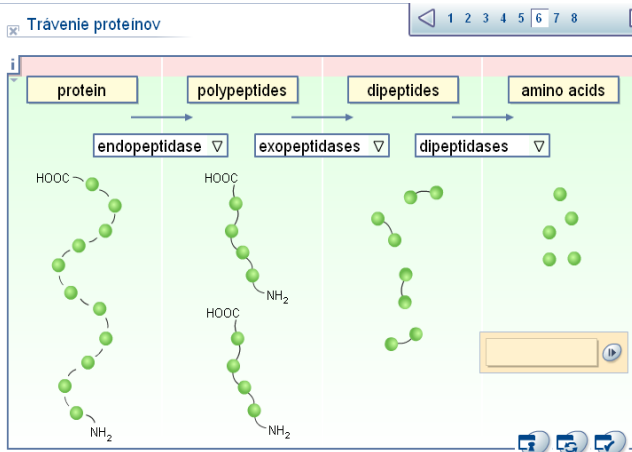 Trávenie proteínov
1 2 3 4 5 6 7 8
i
protein
polypeptides
dipeptides
amino acids
endopeptidase
exopeptidases
dipeptidases
HOOC
NH₂
HOOC
NH₂
HOOC
NH₂